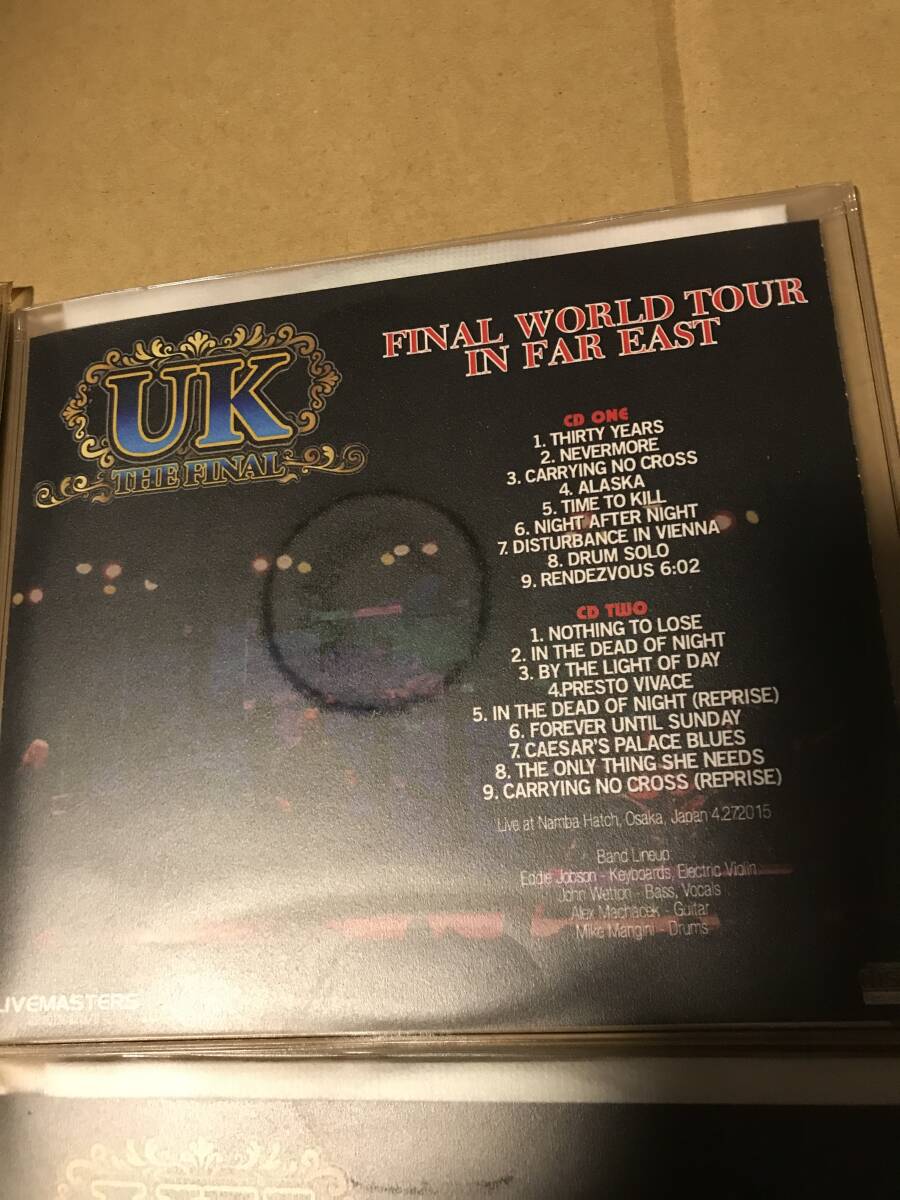 UK
THE FINAL
FINAL WORLD TOUR
IN FAR EAST
CD ONE
1. THIRTY YEARS
2. NEVERMORE
3. CARRYING NO CROSS
4. ALASKA
5. TIME TO KILL
6. NIGHT AFTER NIGHT
7. DISTURBANCE IN VIENNA
8. DRUM SOLO
9. RENDEZVOUS 6:02
CD TWO
1. NOTHING TO LOSE
2. IN THE DEAD OF NIGHT
3. BY THE LIGHT OF DAY
4.PRESTO VIVACE
5. IN THE DEAD OF NIGHT (REPRISE)
6. FOREVER UNTIL SUNDAY
7. CAESAR'S PALACE BLUES
8. THE ONLY THING SHE NEEDS
9. CARRYING NO CROSS (REPRISE)
Live at Namba Hatch, Osaka, Japan 4.272015
Band Lineup
Eddie Jobson - Keyboards, Electric Violin
John Wetton - Bass, Vocals
Alex Machacek - Guitar
Mike Mangini - Drums
LIVEMASTERS